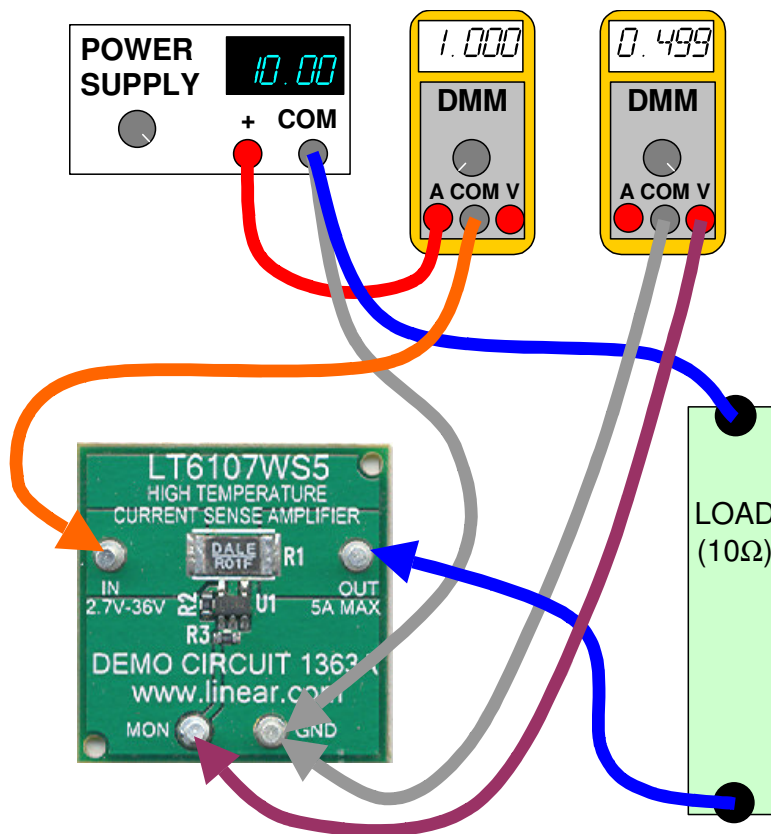 POWER
SUPPLY
10.00
+ COM
1.000
DMM
A COM V
0.499
DMM
A COM V
LT6107WS5
HIGH TEMPERATURE
CURRENT SENSE AMPLIFIER
DALE
R01F
R1
IN
2.7V-36V
R2
U1
OUT
5A MAX
R3
DEMO CIRCUIT 1363A
www.linear.com
MON
GND
LOAD
(10Ω)